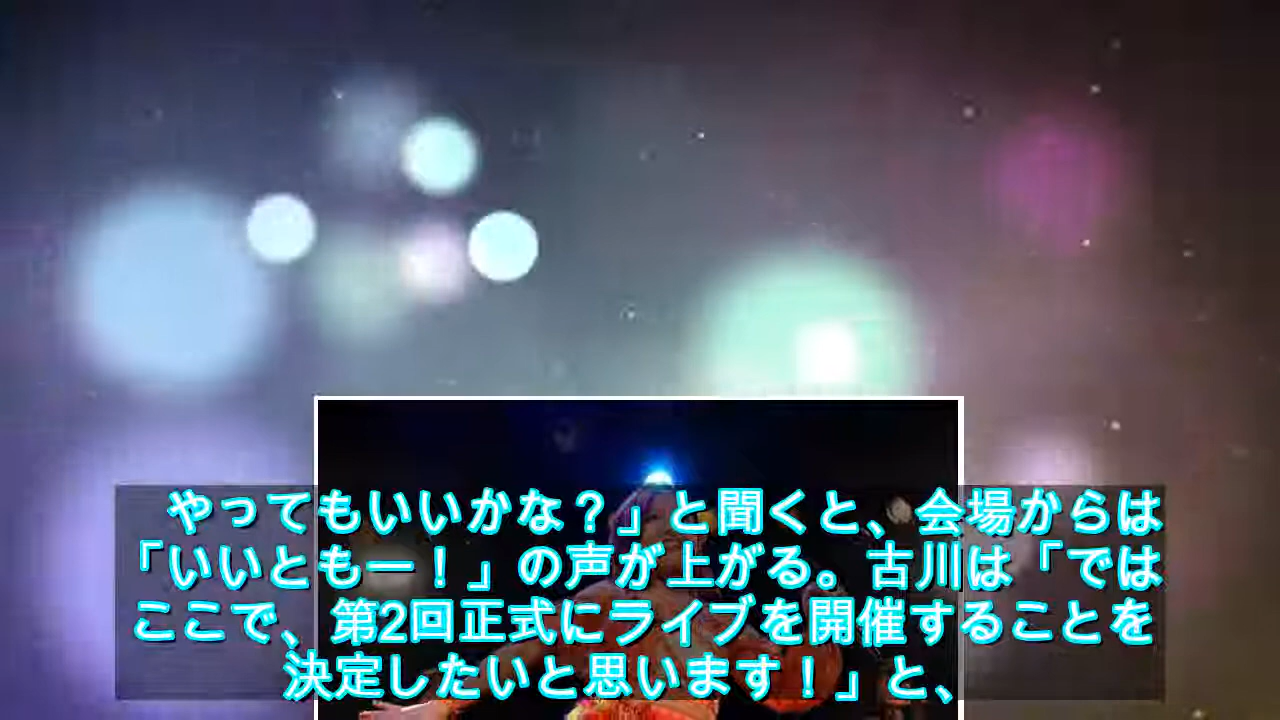 やってもいいかな？」と聞くと、会場からは
「いいともー！」の声が上がる。古川は「では
ここで、第2回正式にライブを開催することを
決定したいと思います！」と、